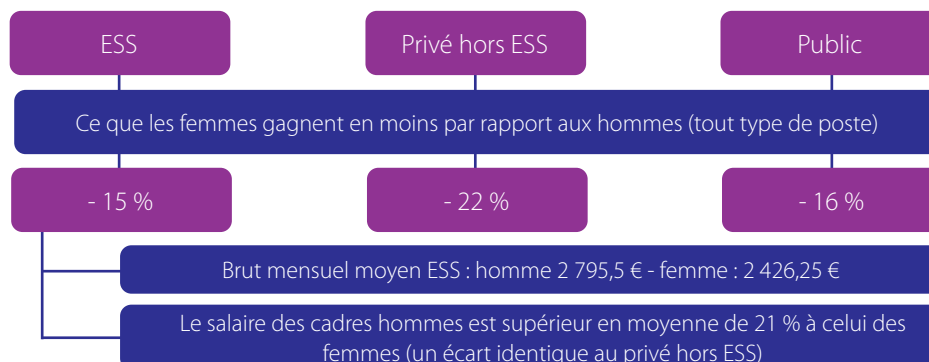 ESS
Privé hors ESS
Public
Ce que les femmes gagnent en moins par rapport aux hommes (tout type de poste)
- 15 %
- 22 %
- 16 %
Brut mensuel moyen ESS : homme 2 795,5 € - femme : 2 426,25 €
Le salaire des cadres hommes est supérieur en moyenne de 21 % à celui des
femmes (un écart identique au privé hors ESS)